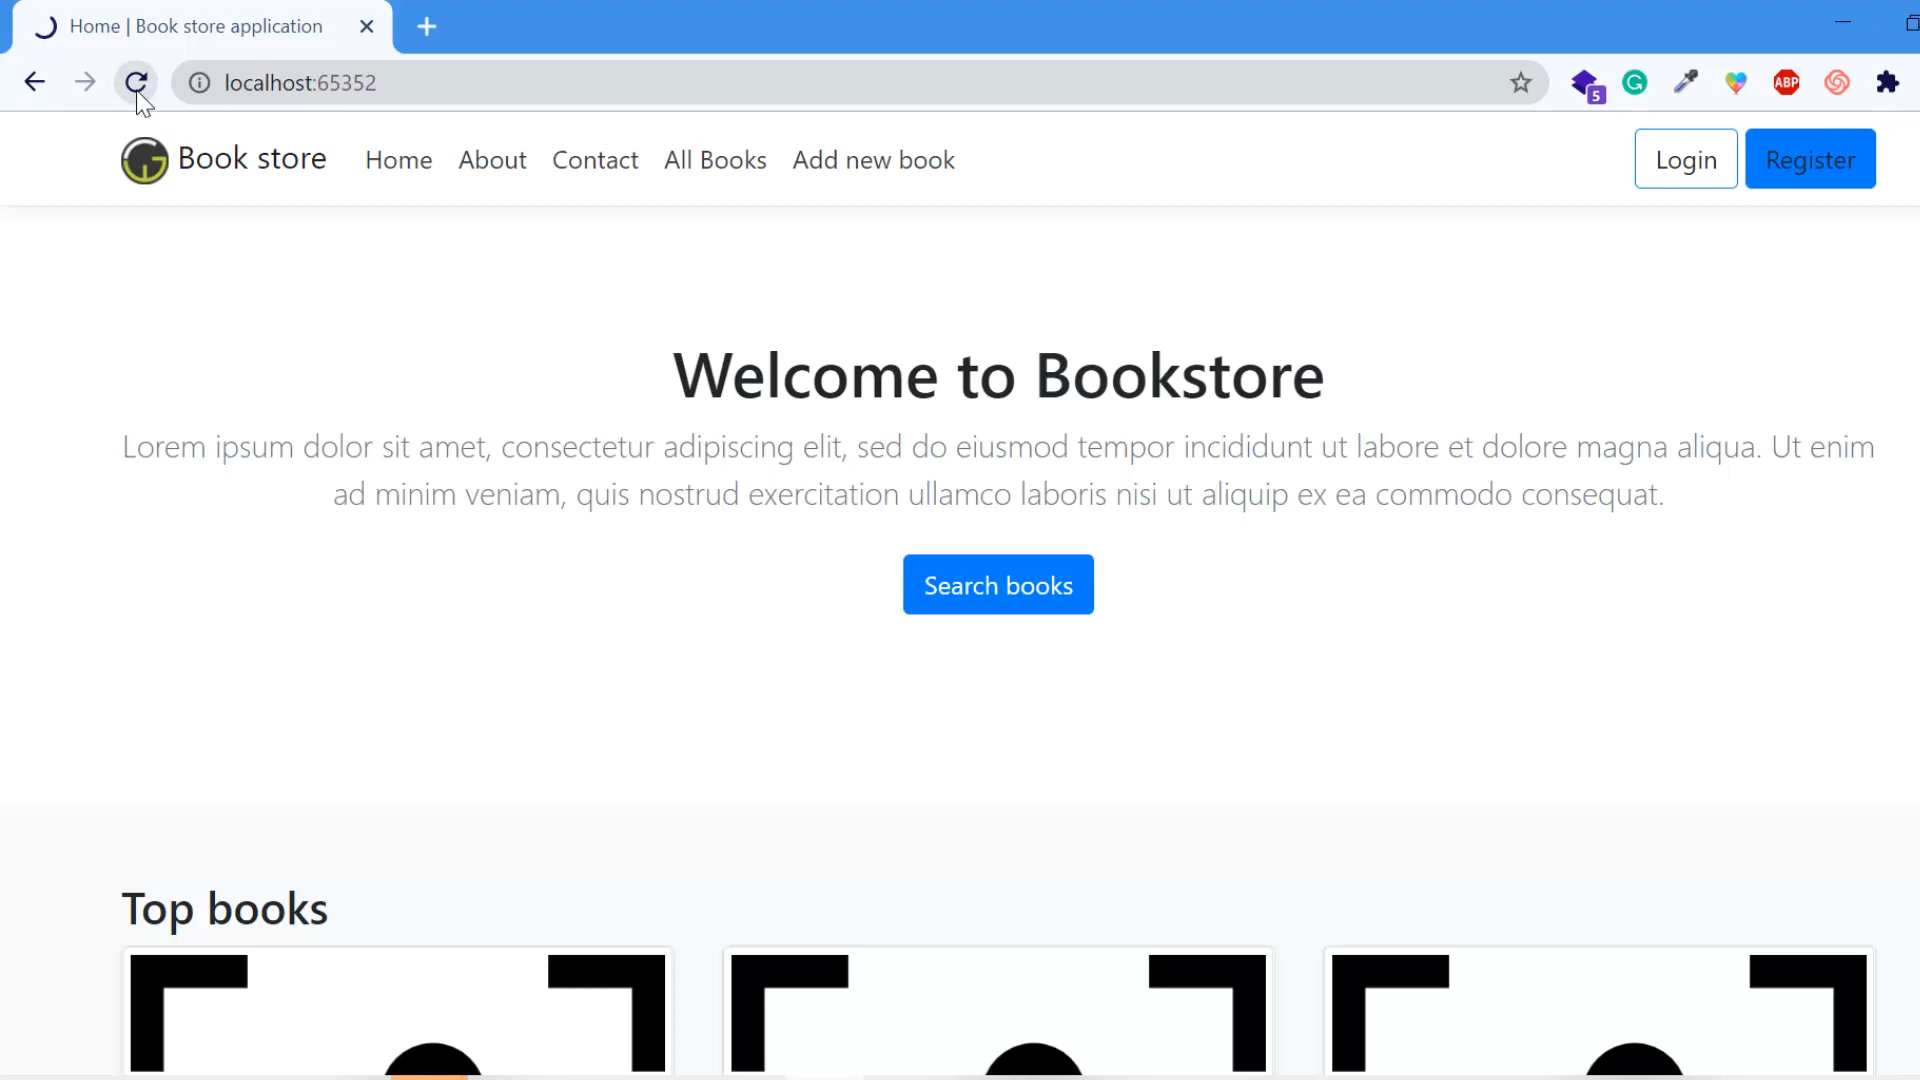 Home | Book store application
localhost:65352
5
ABP
Book store Home About Contact All Books Add new book Login Register
Welcome to Bookstore
Lorem ipsum dolor sit amet, consectetur adipiscing elit, sed do eiusmod tempor incididunt ut labore et dolore magna aliqua. Ut enim
ad minim veniam, quis nostrud exercitation ullamco laboris nisi ut aliquip ex ea commodo consequat.
Search books
Top books